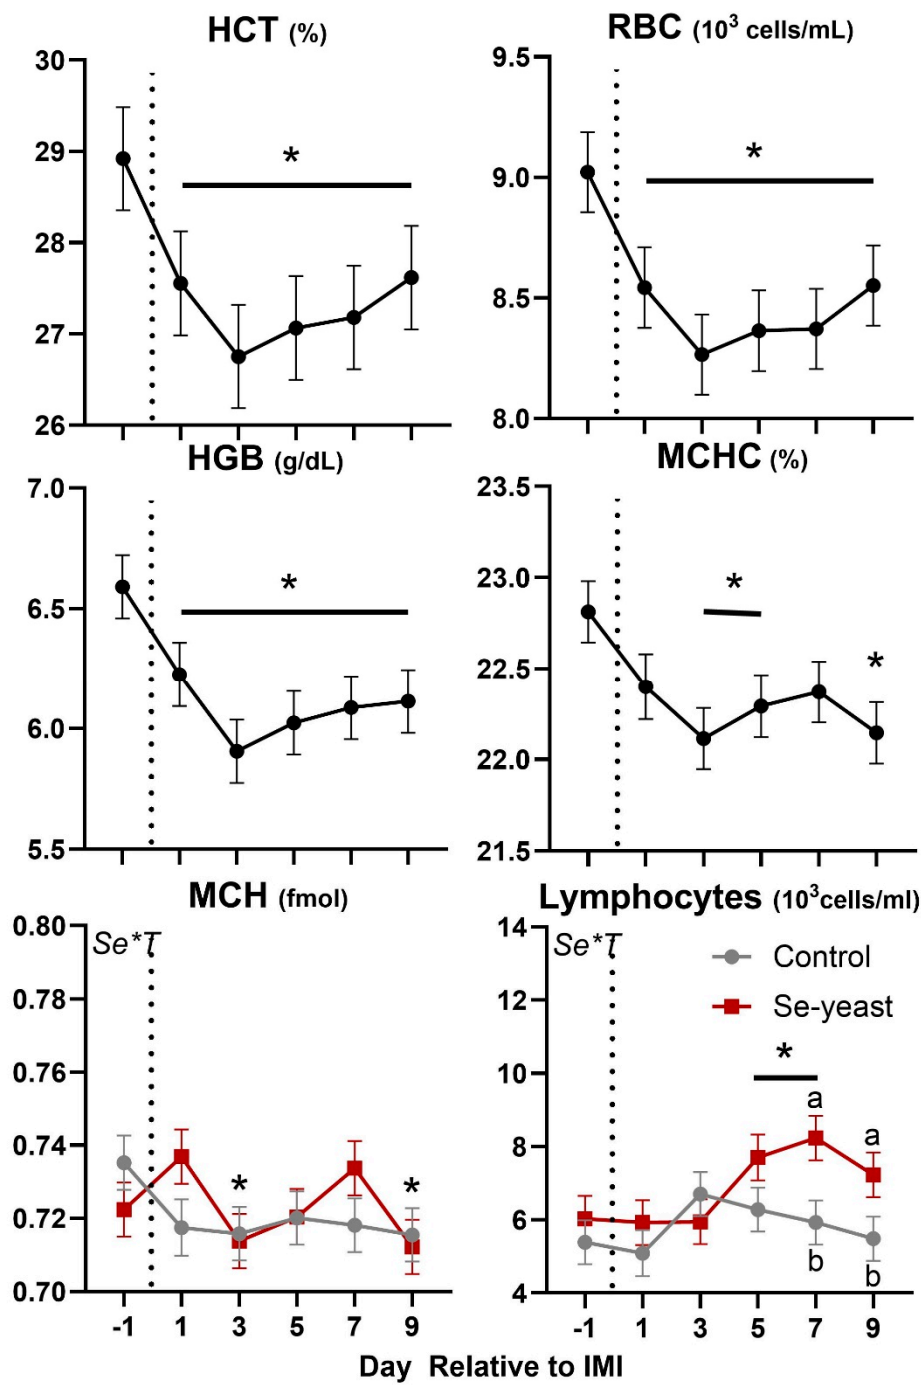 HCT (%)
30
29
28
27
26
*
RBC (10³ cells/mL)
9.5
9.0
8.5
8.0
*
HGB (g/dL)
7.0
6.5
6.0
5.5
*
MCHC (%)
23.5
23.0
22.5
22.0
21.5
*
*
MCH (fmol)
0.80
0.78
0.76
0.74
0.72
0.70
Se*T
*
*
-1 1 3 5 7 9
Lymphocytes (10³cells/ml)
14
12
10
8
6
4
Se*T
Control
Se-yeast
*
a
a
b
b
-1 1 3 5 7 9
Day Relative to IMI